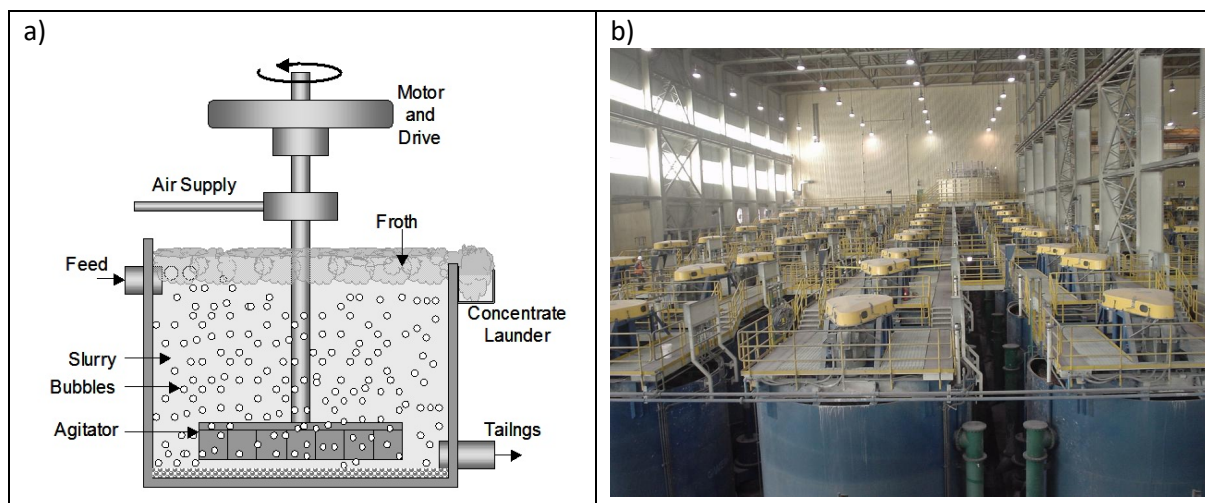 a)
Motor
and
Drive
Air Supply
Froth
Feed
Concentrate
Launder
Slurry
Bubbles
Agitator
Tailngs
b)